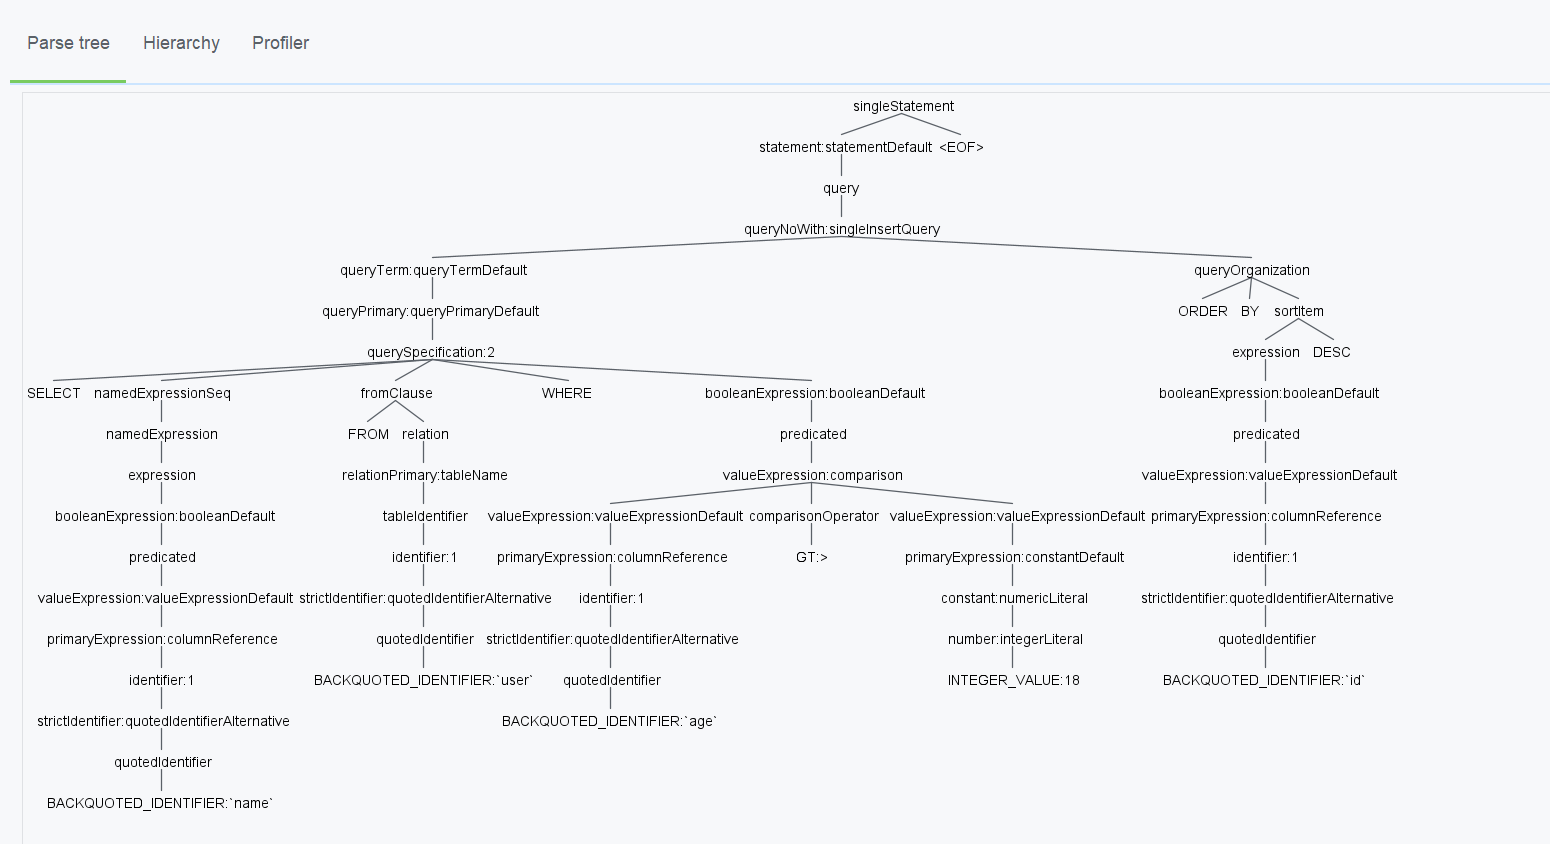 Parse tree Hierarchy Profiler
singleStatement
statement:statementDefault <EOF>
query
queryNoWith:singleInsertQuery
queryTerm:queryTermDefault queryOrganization
queryPrimary:queryPrimaryDefault ORDER BY sortItem
querySpecification:2 expression DESC
SELECT namedExpressionSeq fromClause WHERE booleanExpression:booleanDefault booleanExpression:booleanDefault
namedExpression FROM relation predicated predicated
expression relationPrimary:tableName valueExpression:comparison valueExpression:valueExpressionDefault
booleanExpression:booleanDefault tableIdentifier valueExpression:valueExpressionDefault comparisonOperator valueExpression:valueExpressionDefault primaryExpression:columnReference
predicated identifier:1 primaryExpression:columnReference GT:> primaryExpression:constantDefault identifier:1
valueExpression:valueExpressionDefault strictIdentifier:quotedIdentifierAlternative identifier:1 constant:numericLiteral strictIdentifier:quotedIdentifierAlternative
primaryExpression:columnReference quotedIdentifier strictIdentifier:quotedIdentifierAlternative number:integerLiteral quotedIdentifier
identifier:1 BACKQUOTED_IDENTIFIER:`user` quotedIdentifier INTEGER_VALUE:18 BACKQUOTED_IDENTIFIER:`id`
strictIdentifier:quotedIdentifierAlternative BACKQUOTED_IDENTIFIER:`age`
quotedIdentifier
BACKQUOTED_IDENTIFIER:`name`